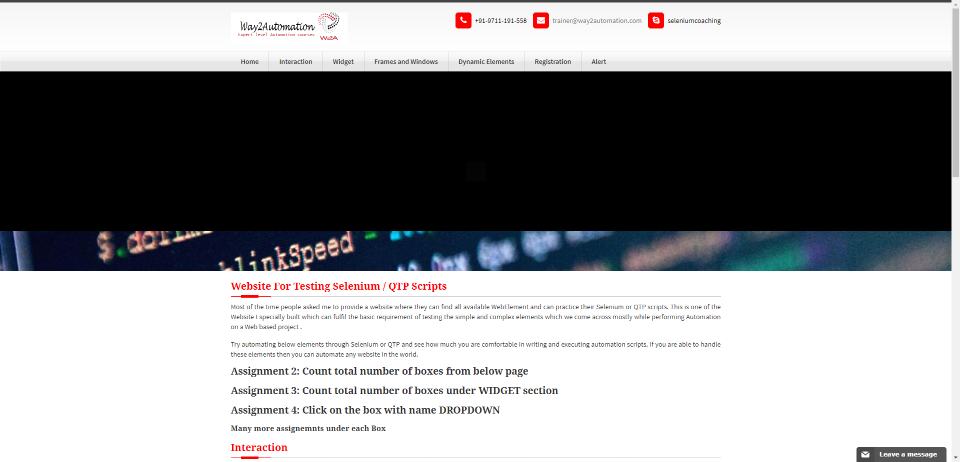 Way2Automation
Expert level Automation courses
W2A
+91-9711-191-558
trainer@way2automation.com
seleniumcoaching
Home Interaction Widget Frames and Windows Dynamic Elements Registration Alert
blinkSpeed
Website For Testing Selenium / QTP Scripts
Most of the time peaple asked me to provide a website where they can find all available WebElement and can practice their Selenium or QTP scripts. This is one of the
Website I specially built which can fulfil the basic requirement of testing the simple and complex elements which we come across mostly while performing Automation
on a Web based project .
Try automating below elements through Selenium or QTP and see how much you are comfortable in writing and executing automation scripts. If you are able to handle
these elements then you can automate any website in the world.
Assignment 2: Count total number of boxes from below page
Assignment 3: Count total number of boxes under WIDGET section
Assignment 4: Click on the box with name DROPDOWN
Many more assignemnts under each Box
Interaction
Leave a message